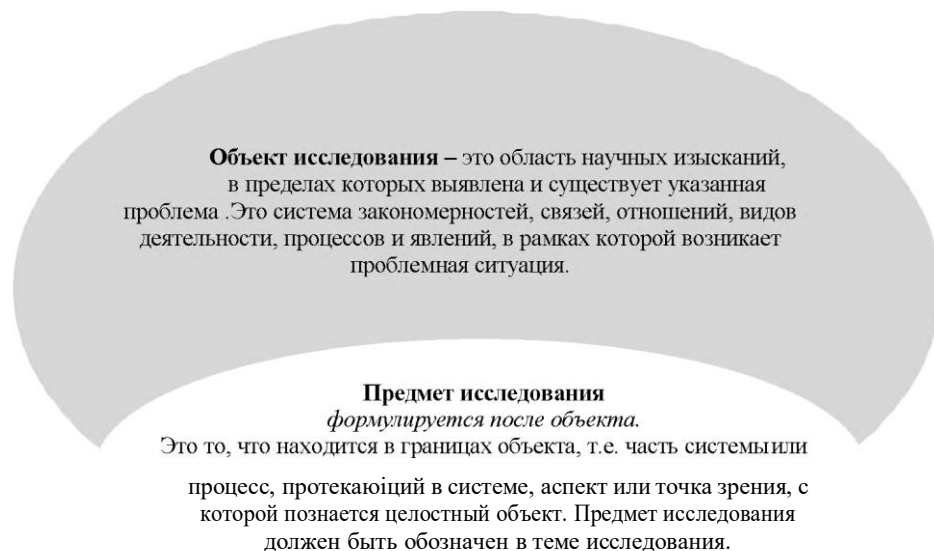 Объект исследования – это область научных изысканий,
в пределах которых выявлена и существует указанная
проблема .Это система закономерностей, связей, отношений, видов
деятельности, процессов и явлений, в рамках которой возникает
проблемная ситуация.
Предмет исследования
формулируется после объекта.
Это то, что находится в границах объекта, т.е. часть системы или
процесс, протекаюіций в системе, аспект или точка зрения, с
которой познается целостный объект. Предмет исследования
должен быть обозначен в теме исследования.